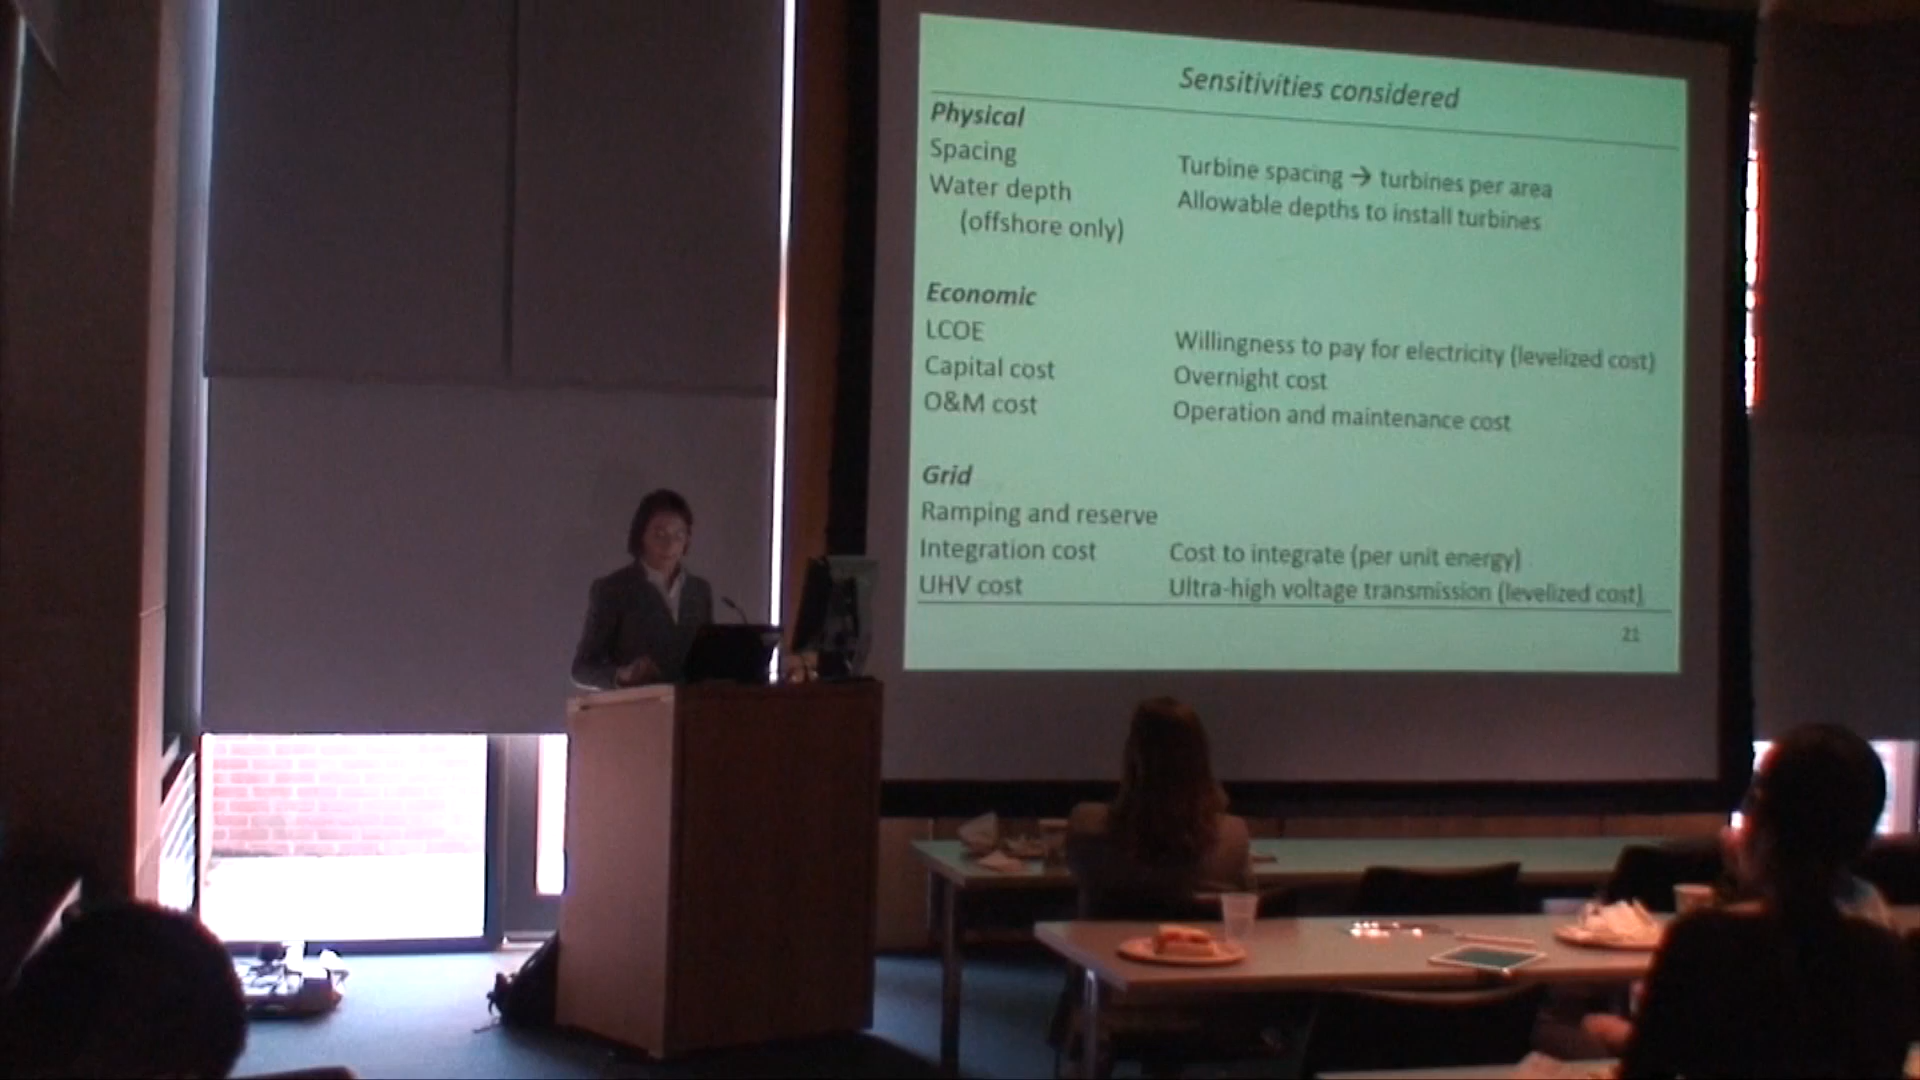 Sensitivities considered
Physical
Spacing Turbine spacing → turbines per area
Water depth Allowable depths to install turbines
(offshore only)
Economic
LCOE Willingness to pay for electricity (levelized cost)
Capital cost Overnight cost
O&M cost Operation and maintenance cost
Grid
Ramping and reserve
Integration cost Cost to integrate (per unit energy)
UHV cost Ultra-high voltage transmission (levelized cost)
21